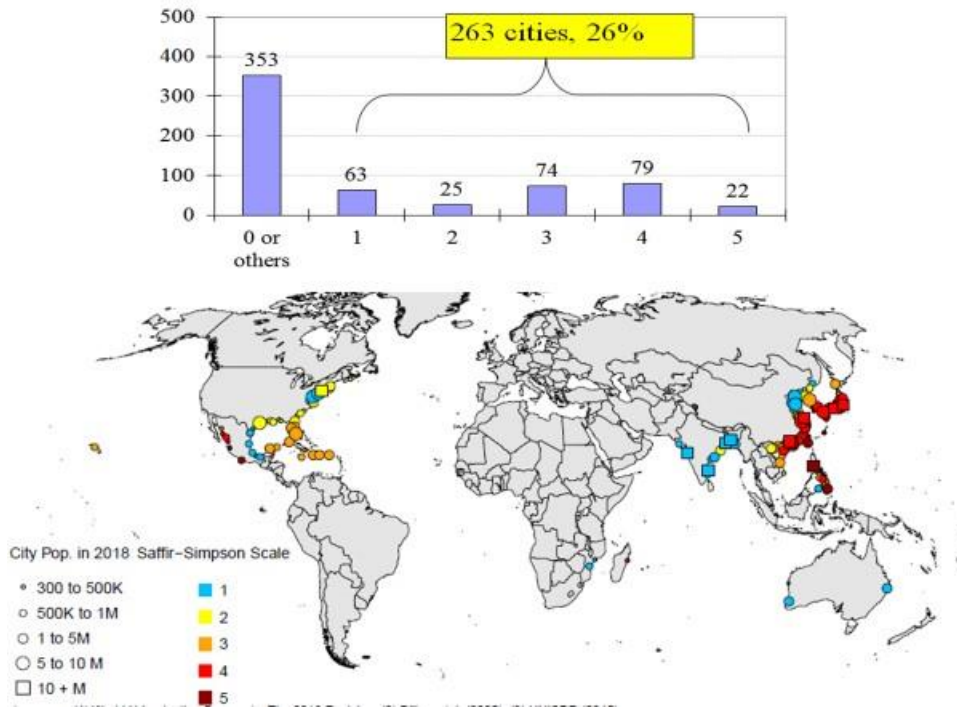 500
400
300
200
100
0
263 cities, 26%
353
63
25
74
79
22
0 or others
1
2
3
4
5
City Pop. in 2018 Saffir-Simpson Scale
300 to 500K
500K to 1M
1 to 5M
5 to 10 M
10 + M
1
2
3
4
5